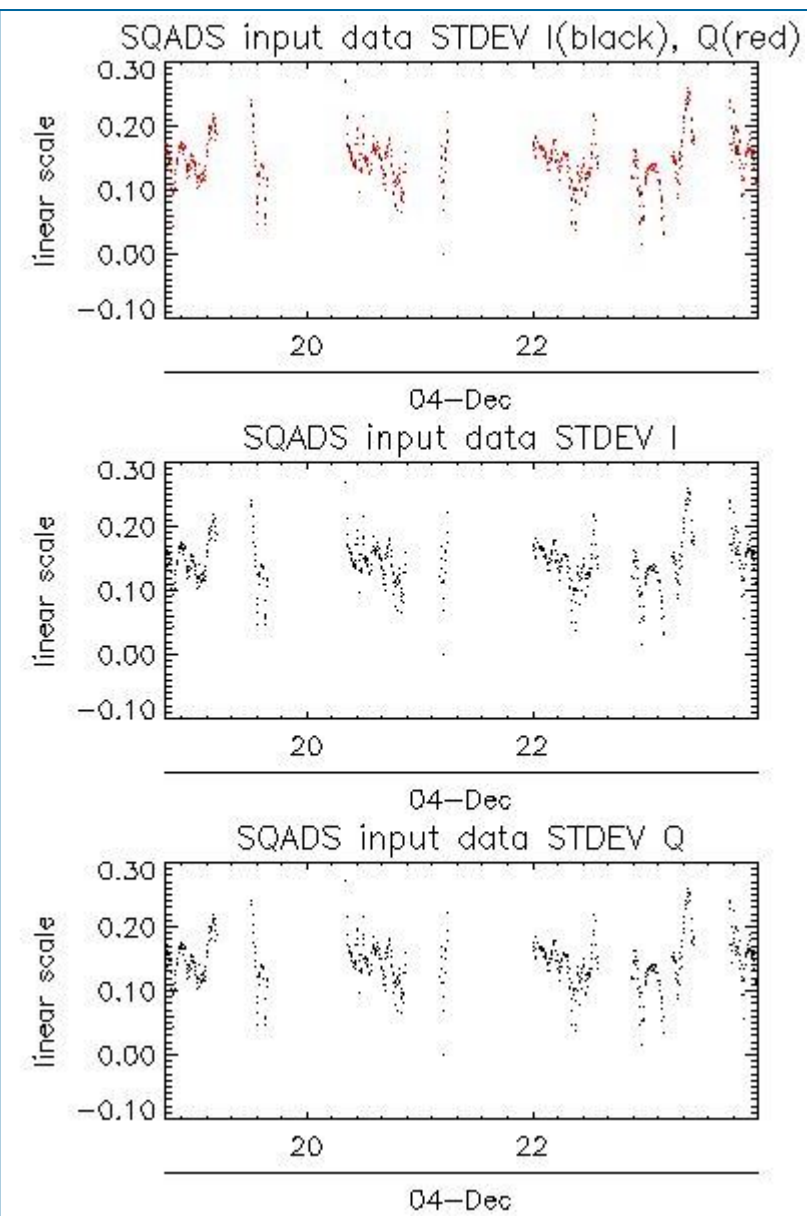 SQADS input data STDEV I(black), Q(red)
0.30
0.20
0.10
0.00
−0.10
linear scale
20 22
04−Dec
SQADS input data STDEV I
0.30
0.20
0.10
0.00
−0.10
linear scale
20 22
04−Dec
SQADS input data STDEV Q
0.30
0.20
0.10
0.00
−0.10
linear scale
20 22
04−Dec